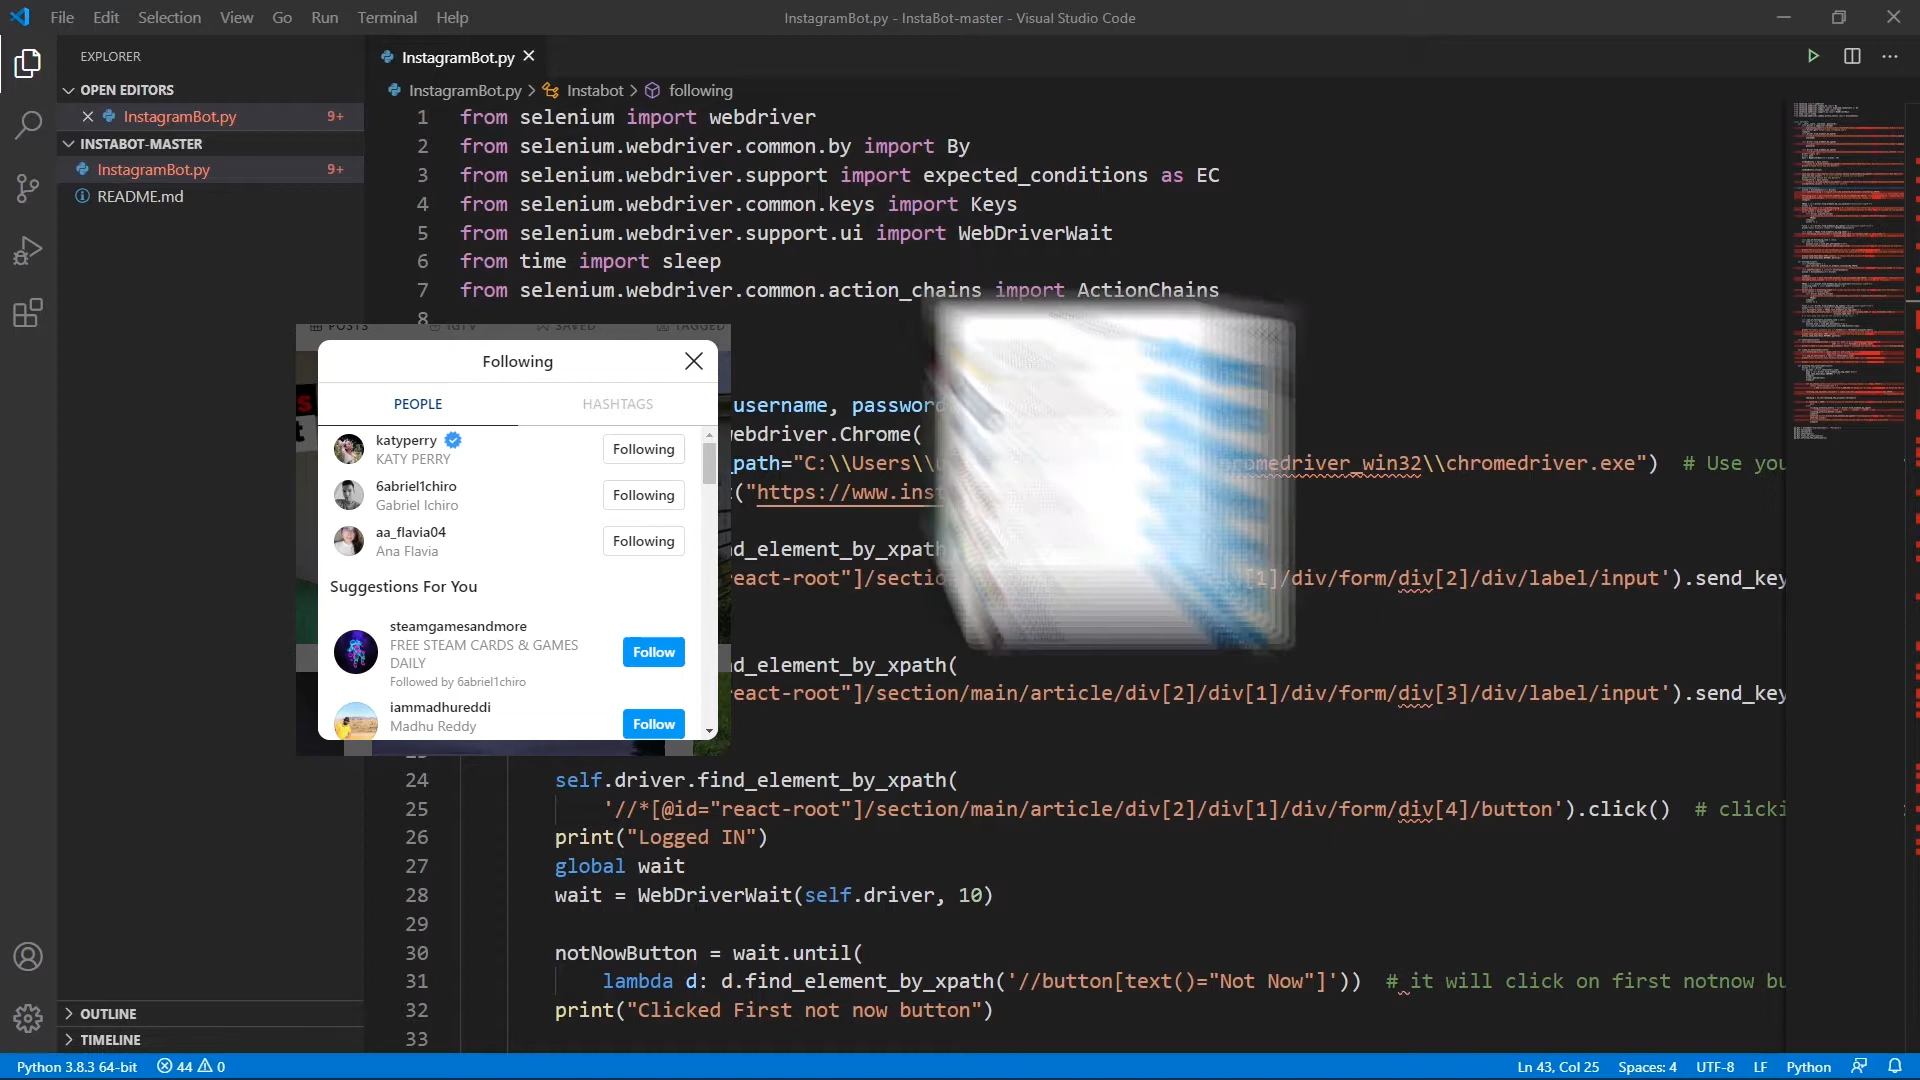 File Edit Selection View Go Run Terminal Help
InstagramBot.py - InstaBot-master - Visual Studio Code
EXPLORER
OPEN EDITORS
InstagramBot.py 9+
INSTABOT-MASTER
InstagramBot.py 9+
README.md
OUTLINE
TIMELINE
InstagramBot.py
InstagramBot.py > Instabot > following
1 from selenium import webdriver
2 from selenium.webdriver.common.by import By
3 from selenium.webdriver.support import expected_conditions as EC
4 from selenium.webdriver.common.keys import Keys
5 from selenium.webdriver.support.ui import WebDriverWait
6 from time import sleep
7 from selenium.webdriver.common.action_chains import ActionChains
8
POSTS IGTV SAVED TAGGED
Following
PEOPLE HASHTAGS
katyperry Following
KATY PERRY
6abriel1chiro Following
Gabriel Ichiro
aa_flavia04 Following
Ana Flavia
Suggestions For You
steamgamesandmore
FREE STEAM CARDS & GAMES
DAILY
Follow
Followed by 6abriel1chiro
iammadhureddi
Madhu Reddy
Follow
username, password
ebdriver.Chrome(
_path="C:\\Users\\ romedriver_win32\\chromedriver.exe") # Use you
("https://www.inst
d_element_by_xpath
react-root"]/section [1]/div/form/div[2]/div/label/input').send_key
d_element_by_xpath(
react-root"]/section/main/article/div[2]/div[1]/div/form/div[3]/div/label/input').send_key
24 self.driver.find_element_by_xpath(
25 '//*[@id="react-root"]/section/main/article/div[2]/div[1]/div/form/div[4]/button').click() # clicki
26 print("Logged IN")
27 global wait
28 wait = WebDriverWait(self.driver, 10)
29
30 notNowButton = wait.until(
31 lambda d: d.find_element_by_xpath('//button[text()="Not Now"]')) # it will click on first notnow bu
32 print("Clicked First not now button")
33
Python 3.8.3 64-bit 44 0 Ln 43, Col 25 Spaces: 4 UTF-8 LF Python